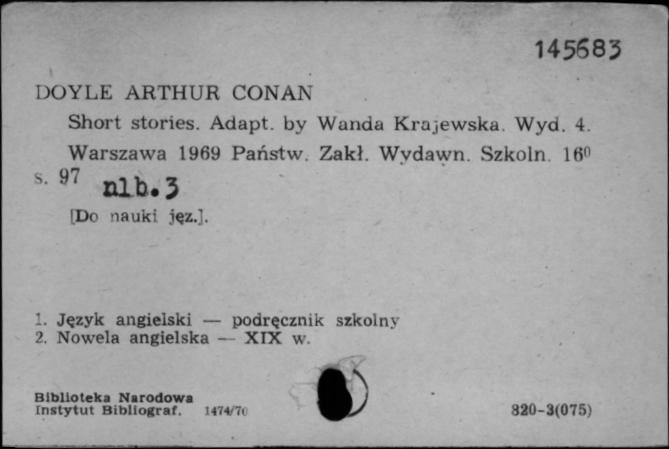 145683
DOYLE ARTHUR CONAN
Short stories. Adapt. by Wanda Krajewska. Wyd. 4.
Warszawa 1969 Państw. Zakł. Wydawn. Szkoln. 16⁰
s. 97 nlb. 3
[Do nauki jęz.].
1. Język angielski — podręcznik szkolny
2. Nowela angielska — XIX w.
Biblioteka Narodowa
Instytut Bibliograf. 1474/70 820-3(075)